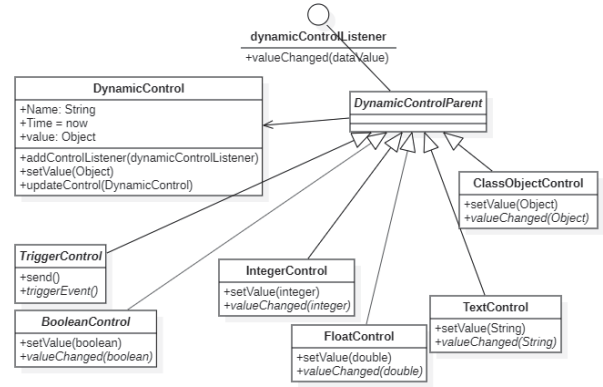 dynamicControlListener
+valueChanged(dataValue)
DynamicControl
+Name: String
+Time = now
+value: Object
+addControlListener(dynamicControlListener)
+setValue(Object)
+updateControl(DynamicControl)
DynamicControlParent
ClassObjectControl
+setValue(Object)
+valueChanged(Object)
TriggerControl
+send()
+triggerEvent()
IntegerControl
+setValue(integer)
+valueChanged(integer)
BooleanControl
+setValue(boolean)
+valueChanged(boolean)
FloatControl
+setValue(double)
+valueChanged(double)
TextControl
+setValue(String)
+valueChanged(String)